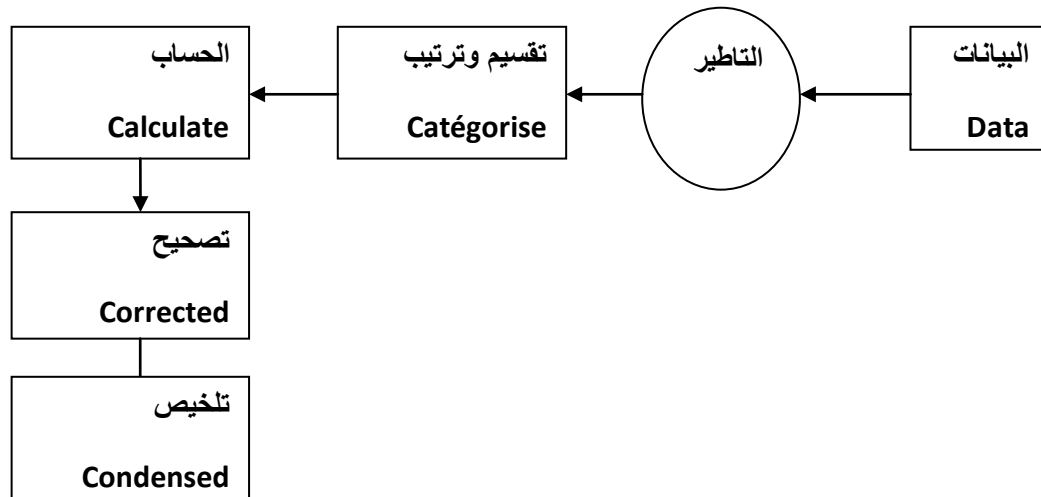 البيانات
Data
التاطير
تقسيم وترتيب
Catégorise
الحساب
Calculate
تصحيح
Corrected
تلخيص
Condensed